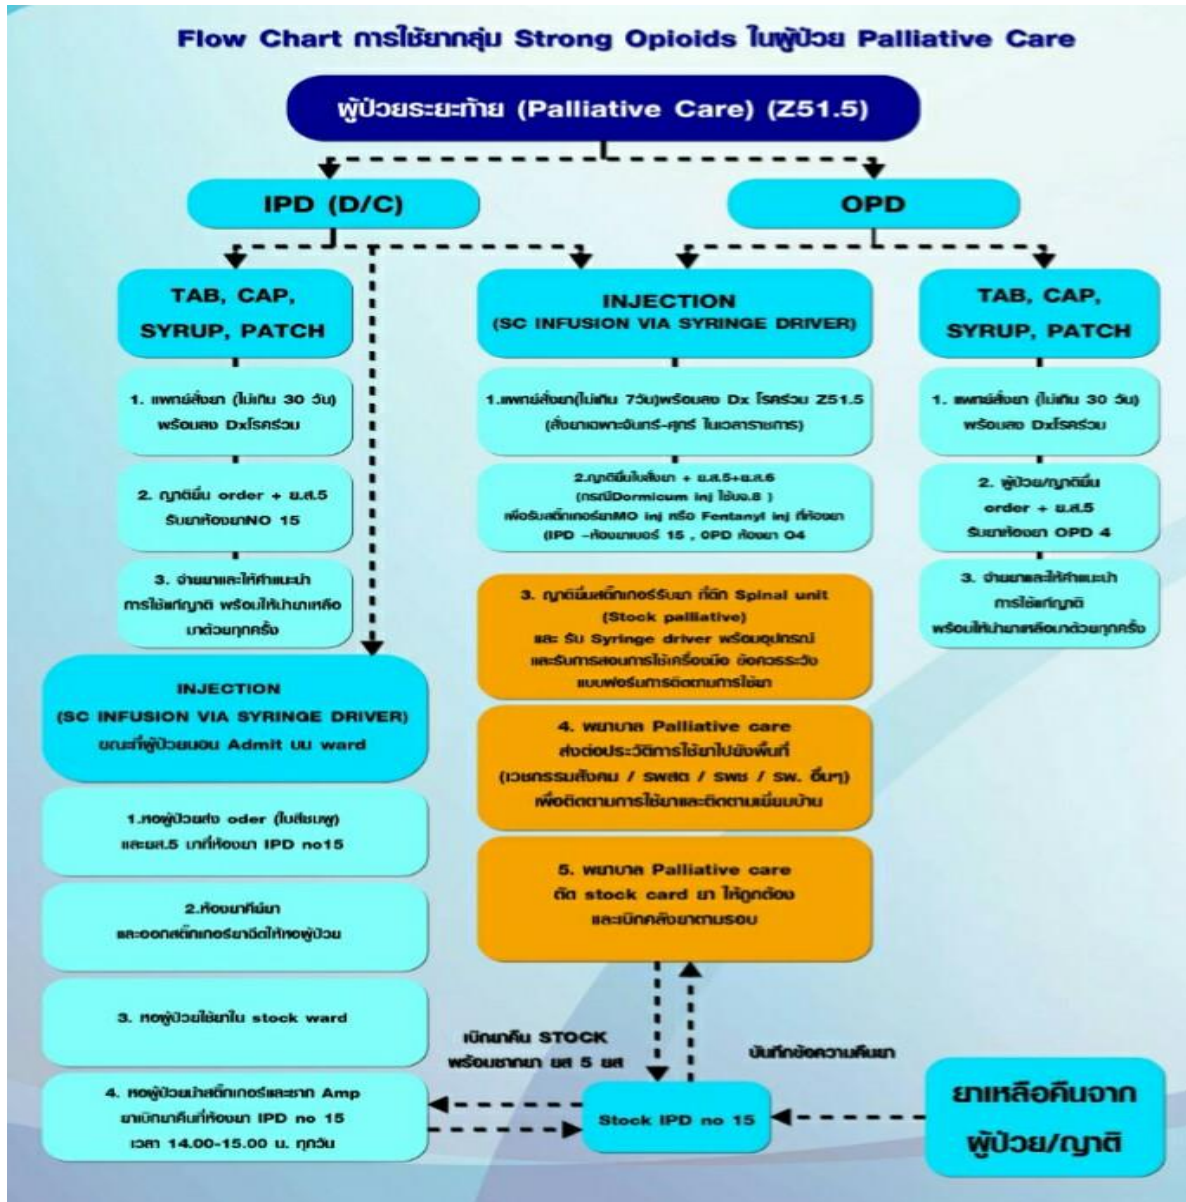 Flow Chart การใช้ยากลุ่ม Strong Opioids ในผู้ป่วย Palliative Care
ผู้ป่วยระยะท้าย (Palliative Care) (Z51.5)
IPD (D/C)
OPD
TAB, CAP,
SYRUP, PATCH
1. แพทย์สั่งยา (ไม่เกิน 30 วัน)
พร้อมลง Dxโรคร่วม
2. ญาติยื่น order + ย.ส.5
รับยาห้องยาNO 15
3. จ่ายยาและให้คำแนะนำ
การใช้แก่ญาติ พร้อมให้นำยาเหลือ
มาด้วยทุกครั้ง
INJECTION
(SC INFUSION VIA SYRINGE DRIVER)
ขณะที่ผู้ป่วยนอน Admit บน ward
1.หอผู้ป่วยส่ง oder (ใบสีชมพู)
และยส.5 มาที่ห้องยา IPD no15
2.ห้องยาคีย์ยา
และออกสติ๊กเกอร์ยาฉีดให้หอผู้ป่วย
3. หอผู้ป่วยใช้ยาใน stock ward
4. หอผู้ป่วยนำสติ๊กเกอร์และซาก Amp
ยาเบิกยาคืนที่ห้องยา IPD no 15
เวลา 14.00-15.00 น. ทุกวัน
INJECTION
(SC INFUSION VIA SYRINGE DRIVER)
1.แพทย์สั่งยา(ไม่เกิน 7วัน)พร้อมลง Dx โรคร่วม Z51.5
(สั่งยาเฉพาะจันทร์-ศุกร์ ในเวลาราชการ)
2.ญาติยื่นใบสั่งยา + ย.ส.5+ย.ส.6
(กรณีDormicum inj ใช้บจ.8 )
เพื่อรับสติ๊กเกอร์ยาMO inj หรือ Fentanyl inj ที่ห้องยา
(IPD -ห้องยาเบอร์ 15 , OPD ห้องยา O4
3. ญาติยื่นสติ๊กเกอร์รับยา ที่ตึก Spinal unit
(Stock palliative)
และ รับ Syringe driver พร้อมอุปกรณ์
และรับการสอนการใช้เครื่องมือ ข้อควรระวัง
แบบฟอร์มการติดตามการใช้ยา
4. พยาบาล Palliative care
ส่งต่อประวัติการใช้ยาไปยังพื้นที่
(เวชกรรมสังคม / รพสต / รพช / รพ. อื่นๆ)
เพื่อติดตามการใช้ยาและติดตามเยี่ยมบ้าน
5. พยาบาล Palliative care
ตัด stock card ยา ให้ถูกต้อง
และเบิกคลังยาตามรอบ
TAB, CAP,
SYRUP, PATCH
1. แพทย์สั่งยา (ไม่เกิน 30 วัน)
พร้อมลง Dxโรคร่วม
2. ผู้ป่วย/ญาติยื่น
order + ย.ส.5
รับยาห้องยา OPD 4
3. จ่ายยาและให้คำแนะนำ
การใช้แก่ญาติ
พร้อมให้นำยาเหลือมาด้วยทุกครั้ง
เบิกยาคืน STOCK
พร้อมซากยา ยส 5 ยส
บันทึกข้อความคืนยา
Stock IPD no 15
ยาเหลือคืนจาก
ผู้ป่วย/ญาติ